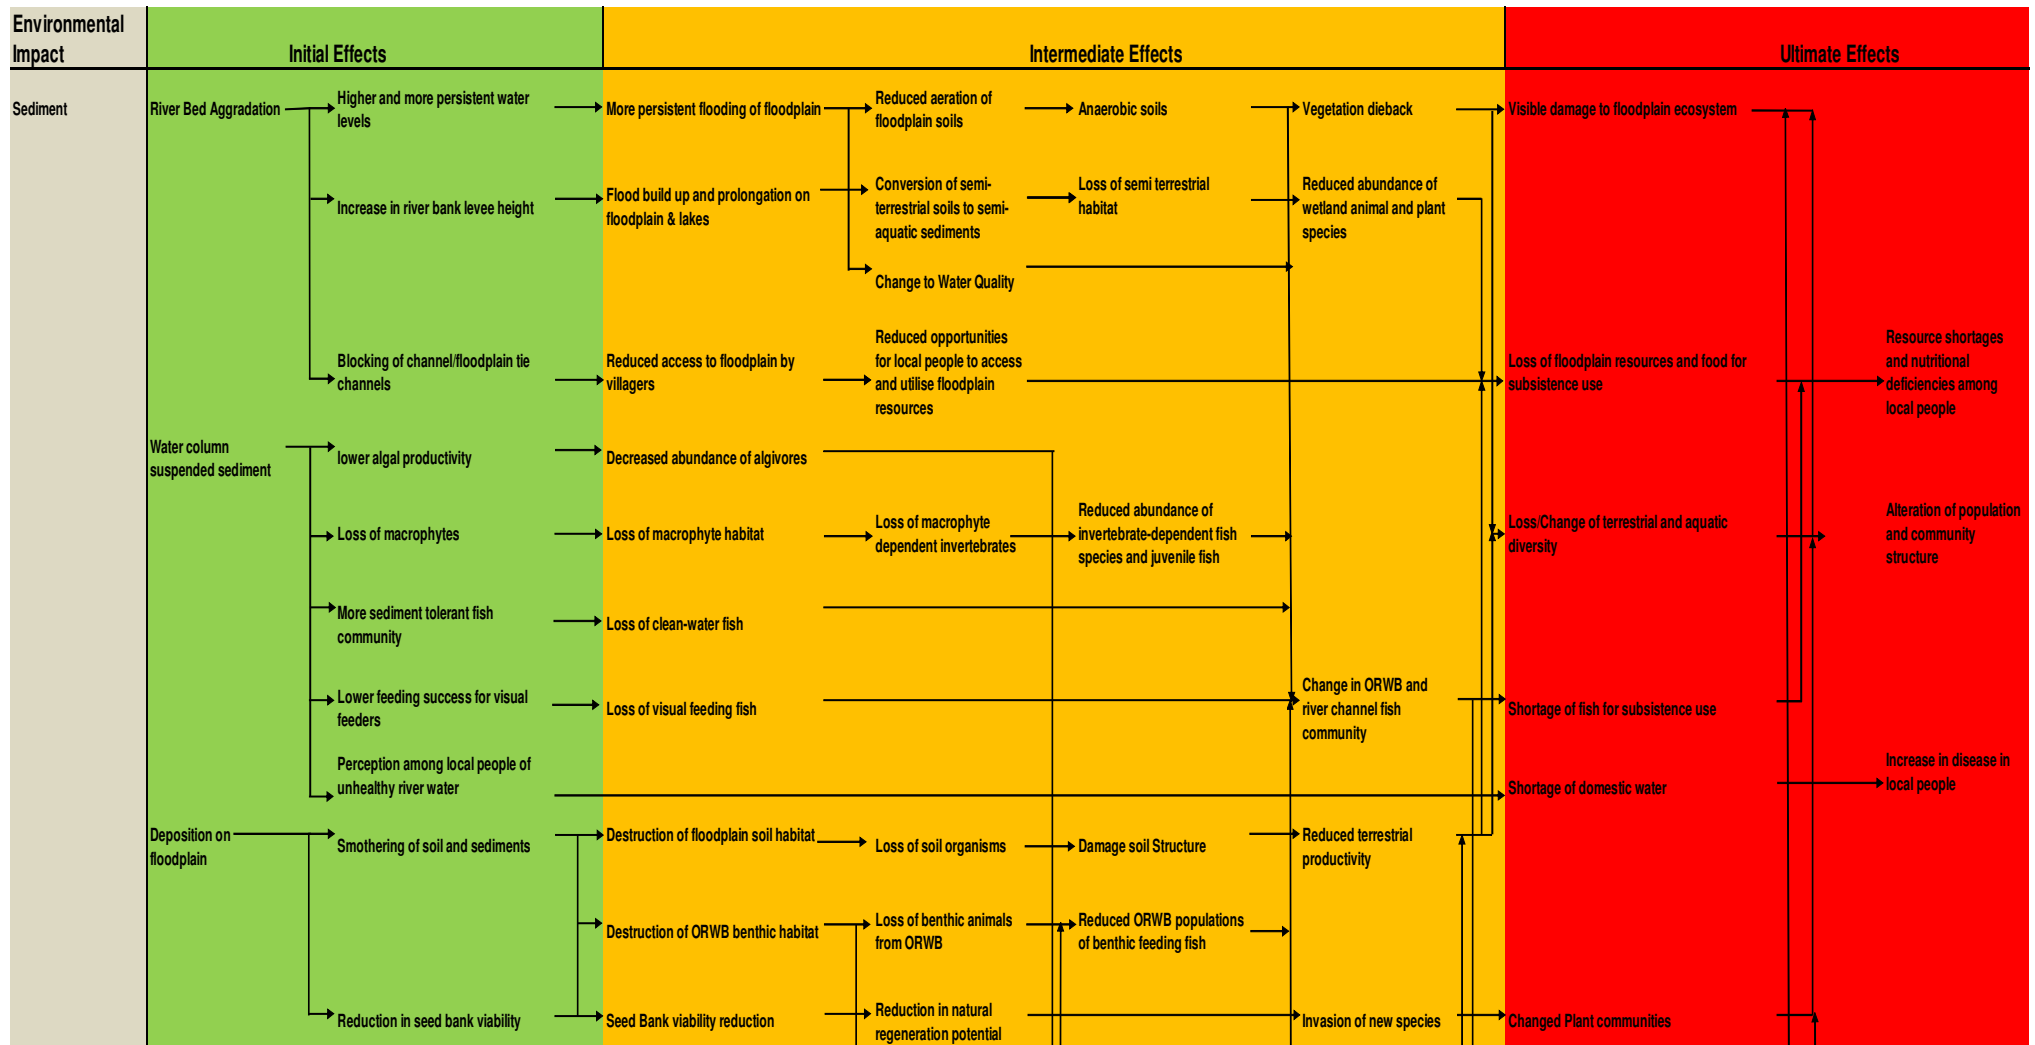 Environmental
Impact
Initial Effects
Intermediate Effects
Ultimate Effects
Sediment
River Bed Aggradation
Higher and more persistent water
levels
More persistent flooding of floodplain
Reduced aeration of
floodplain soils
Anaerobic soils
Vegetation dieback
Visible damage to floodplain ecosystem
Increase in river bank levee height
Flood build up and prolongation on
floodplain & lakes
Conversion of semi-
terrestrial soils to semi-
aquatic sediments
Loss of semi terrestrial
habitat
Reduced abundance of
wetland animal and plant
species
Change to Water Quality
Blocking of channel/floodplain tie
channels
Reduced access to floodplain by
villagers
Reduced opportunities
for local people to access
and utilise floodplain
resources
Loss of floodplain resources and food for
subsistence use
Resource shortages
and nutritional
deficiencies among
local people
Water column
suspended sediment
lower algal productivity
Decreased abundance of algivores
Loss of macrophytes
Loss of macrophyte habitat
Loss of macrophyte
dependent invertebrates
Reduced abundance of
invertebrate-dependent fish
species and juvenile fish
Loss/Change of terrestrial and aquatic
diversity
Alteration of population
and community
structure
More sediment tolerant fish
community
Loss of clean-water fish
Lower feeding success for visual
feeders
Loss of visual feeding fish
Change in ORWB and
river channel fish
community
Shortage of fish for subsistence use
Perception among local people of
unhealthy river water
Shortage of domestic water
Increase in disease in
local people
Deposition on
floodplain
Smothering of soil and sediments
Destruction of floodplain soil habitat
Loss of soil organisms
Damage soil Structure
Reduced terrestrial
productivity
Destruction of ORWB benthic habitat
Loss of benthic animals
from ORWB
Reduced ORWB populations
of benthic feeding fish
Reduction in seed bank viability
Seed Bank viability reduction
Reduction in natural
regeneration potential
Invasion of new species
Changed Plant communities